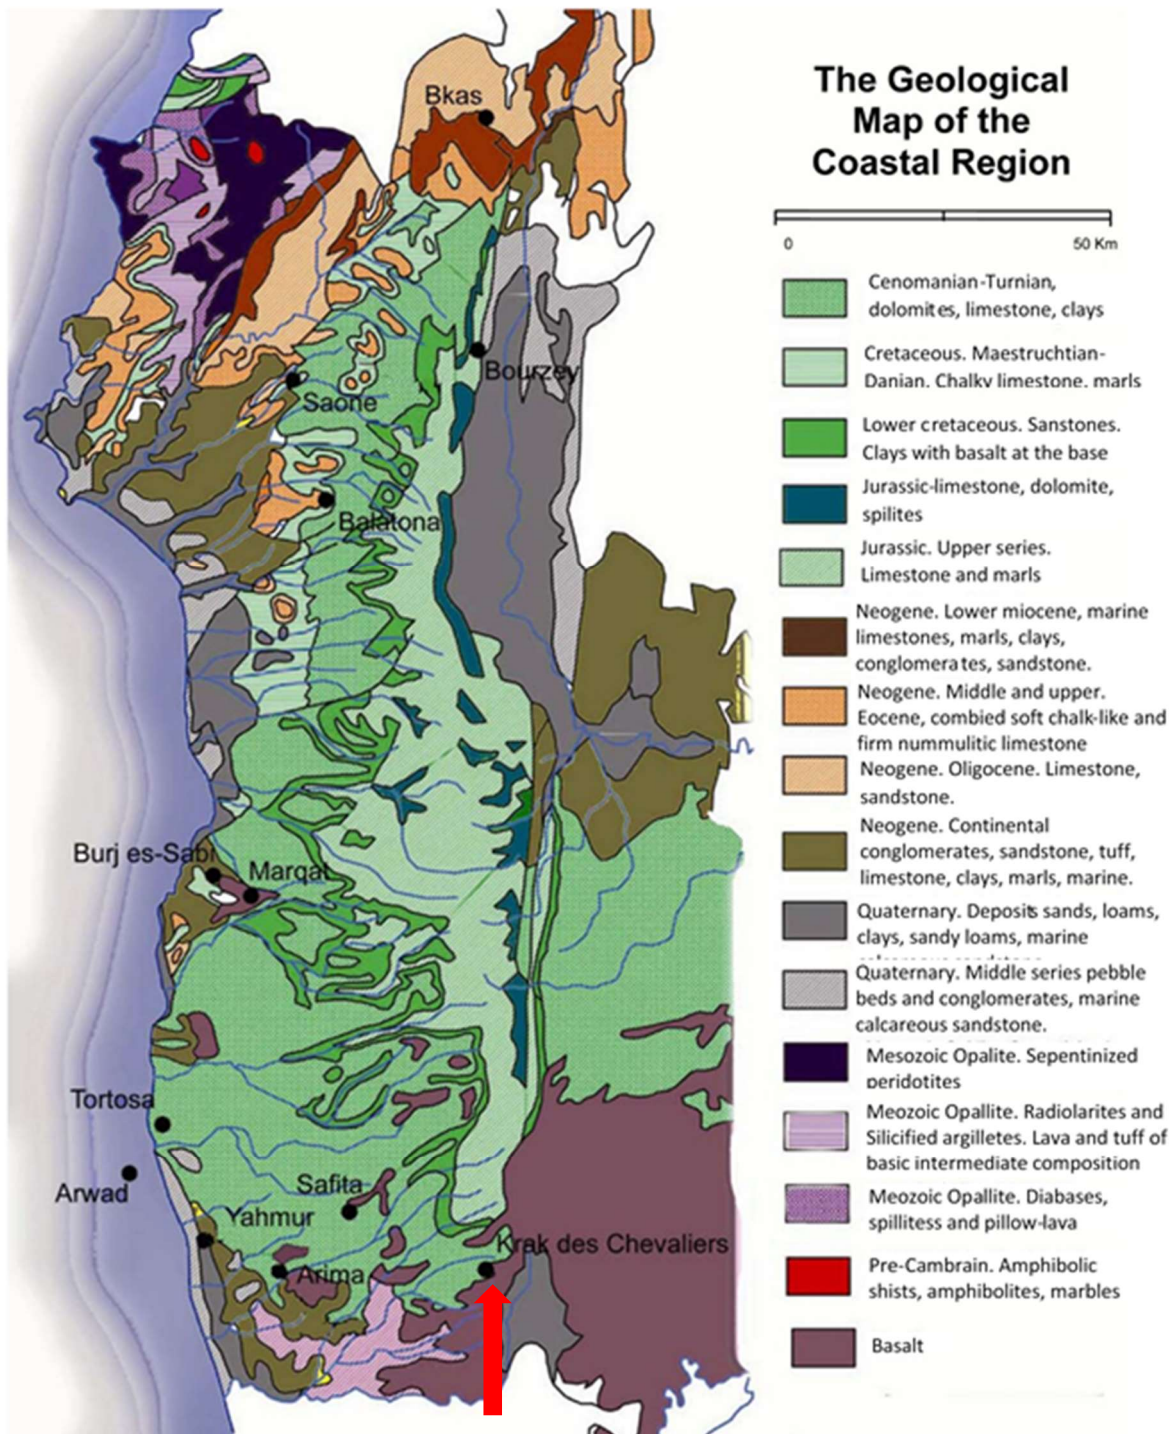 The Geological
Map of the
Coastal Region
0 50 Km
Cenomanian-Turnian,
dolomites, limestone, clays
Cretaceous. Maestruchtian-
Danian. Chalky limestone. marls
Lower cretaceous. Sanstones.
Clays with basalt at the base
Jurassic-limestone, dolomite,
spilites
Jurassic. Upper series.
Limestone and marls
Neogene. Lower miocene, marine
limestones, marls, clays,
conglomerates, sandstone.
Neogene. Middle and upper.
Eocene, combied soft chalk-like and
firm nummulitic limestone
Neogene. Oligocene. Limestone,
sandstone.
Neogene. Continental
conglomerates, sandstone, tuff,
limestone, clays, marls, marine.
Quaternary. Deposits sands, loams,
clays, sandy loams, marine
Quaternary. Middle series pebble
beds and conglomerates, marine
calcareous sandstone.
Mesozoic Opalite. Sepentinized
peridotites
Meozoic Opallite. Radiolarites and
Silicified argilletes. Lava and tuff of
basic intermediate composition
Meozoic Opallite. Diabases,
spillitess and pillow-lava
Pre-Cambrain. Amphibolic
shists, amphibolites, marbles
Basalt
Bkas
Bourzey
Saone
Balatona
Burj es-Sabi
Marqat
Tortosa
Arwad
Safita
Yahmur
Krak des Chevaliers
Arima